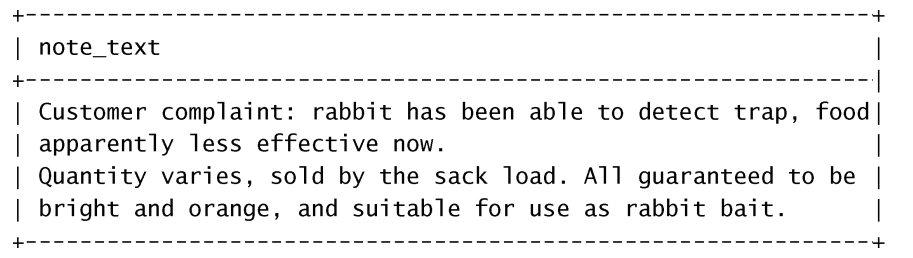 +----------------------------------------------------------------+
| note_text                                                      |
+----------------------------------------------------------------|
| Customer complaint: rabbit has been able to detect trap, food|
| apparently less effective now.                                 |
| Quantity varies, sold by the sack load. All guaranteed to be |
| bright and orange, and suitable for use as rabbit bait.      |
+----------------------------------------------------------------+